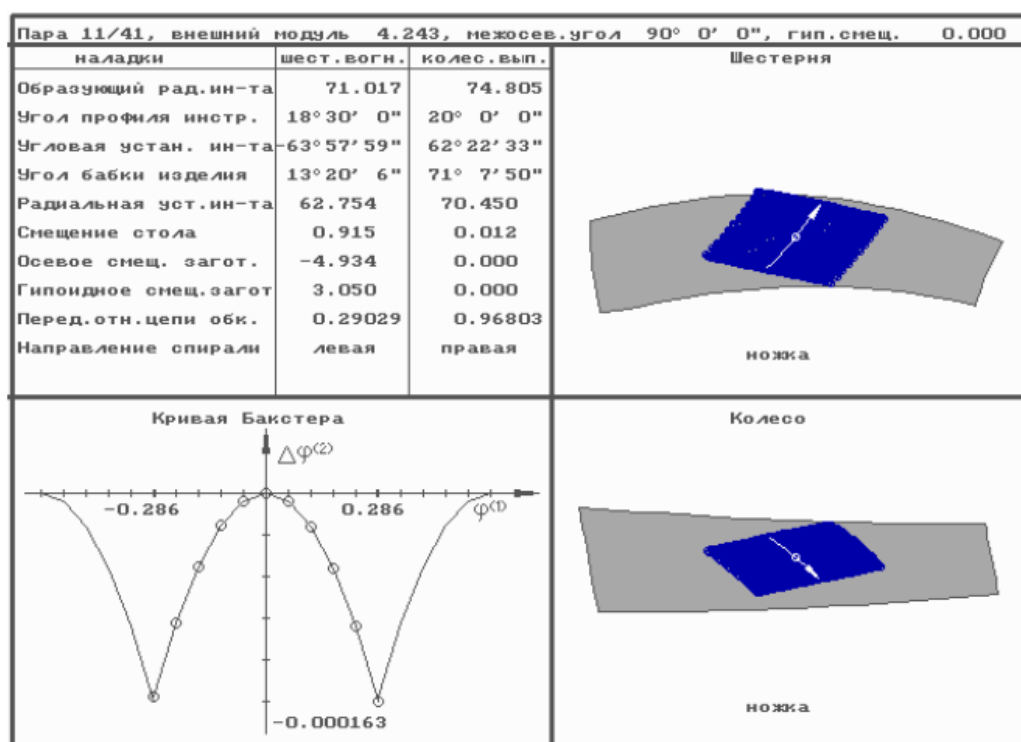 Пара 11/41, внешний модуль 4.243, межосев.угол 90° 0' 0", гип.смещ. 0.000
наладки шест.вогн. колес.вып.
Образующий рад.ин-та 71.017 74.805
Угол профиля инстр. 18°30' 0" 20° 0' 0"
Угловая устан. ин-та -63°57'59" 62°22'33"
Угол бабки изделия 13°20' 6" 71° 7'50"
Радиальная уст.ин-та 62.754 70.450
Смещение стола 0.915 0.012
Осевое смещ. загот. -4.934 0.000
Гипоидное смещ.загот 3.050 0.000
Перед.отн.цепи обк. 0.29029 0.96803
Направление спирали левая правая
Шестерня
ножка
Кривая Бакстера
Δφ⁽²⁾
-0.286 0.286 φ⁽¹⁾
-0.000163
Колесо
ножка